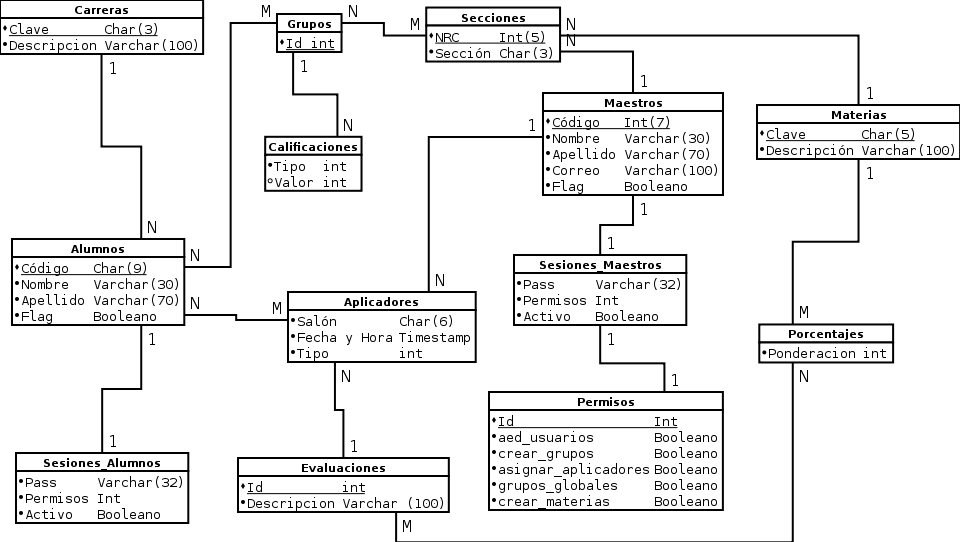 Carreras
Clave Char(3)
Descripcion Varchar(100)
1
M
Grupos
Id int
N
1
M
Secciones
NRC Int(5)
Sección Char(3)
N
N
1
1
Maestros
Código Int(7)
Nombre Varchar(30)
Apellido Varchar(70)
Correo Varchar(100)
Flag Booleano
1
1
Materias
Clave Char(5)
Descripción Varchar(100)
1
N
Calificaciones
Tipo int
Valor int
N
Alumnos
Código Char(9)
Nombre Varchar(30)
Apellido Varchar(70)
Flag Booleano
N
N
1
1
Sesiones_Maestros
Pass Varchar(32)
Permisos Int
Activo Booleano
1
N
M
Aplicadores
Salón Char(6)
Fecha y Hora Timestamp
Tipo int
N
M
Porcentajes
Ponderacion int
N
1
Permisos
Id Int
aed_usuarios Booleano
crear_grupos Booleano
asignar_aplicadores Booleano
grupos_globales Booleano
crear_materias Booleano
1
Sesiones_Alumnos
Pass Varchar(32)
Permisos Int
Activo Booleano
1
Evaluaciones
Id int
Descripcion Varchar (100)
M